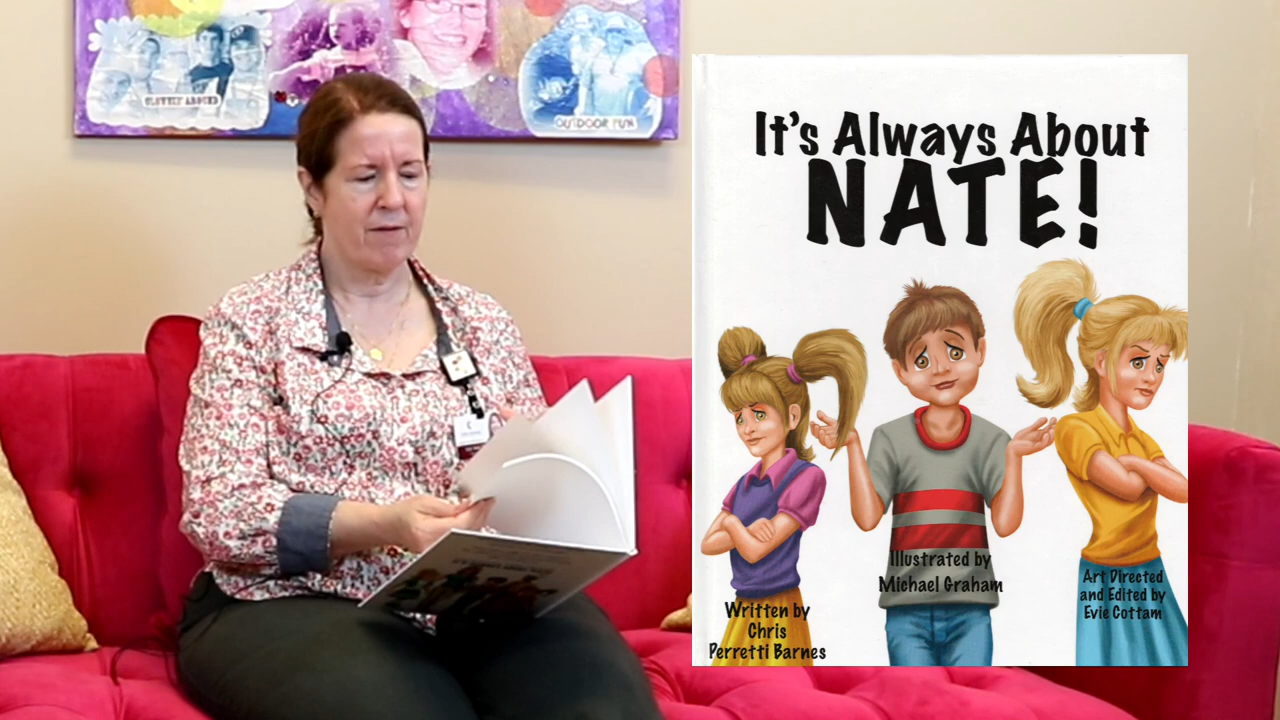 OUTDOOR FUN
It's Always About
NATE!
Illustrated by
Michael Graham
Written by
Chris
Perretti Barnes
Art Directed
and Edited by
Evie Cottam